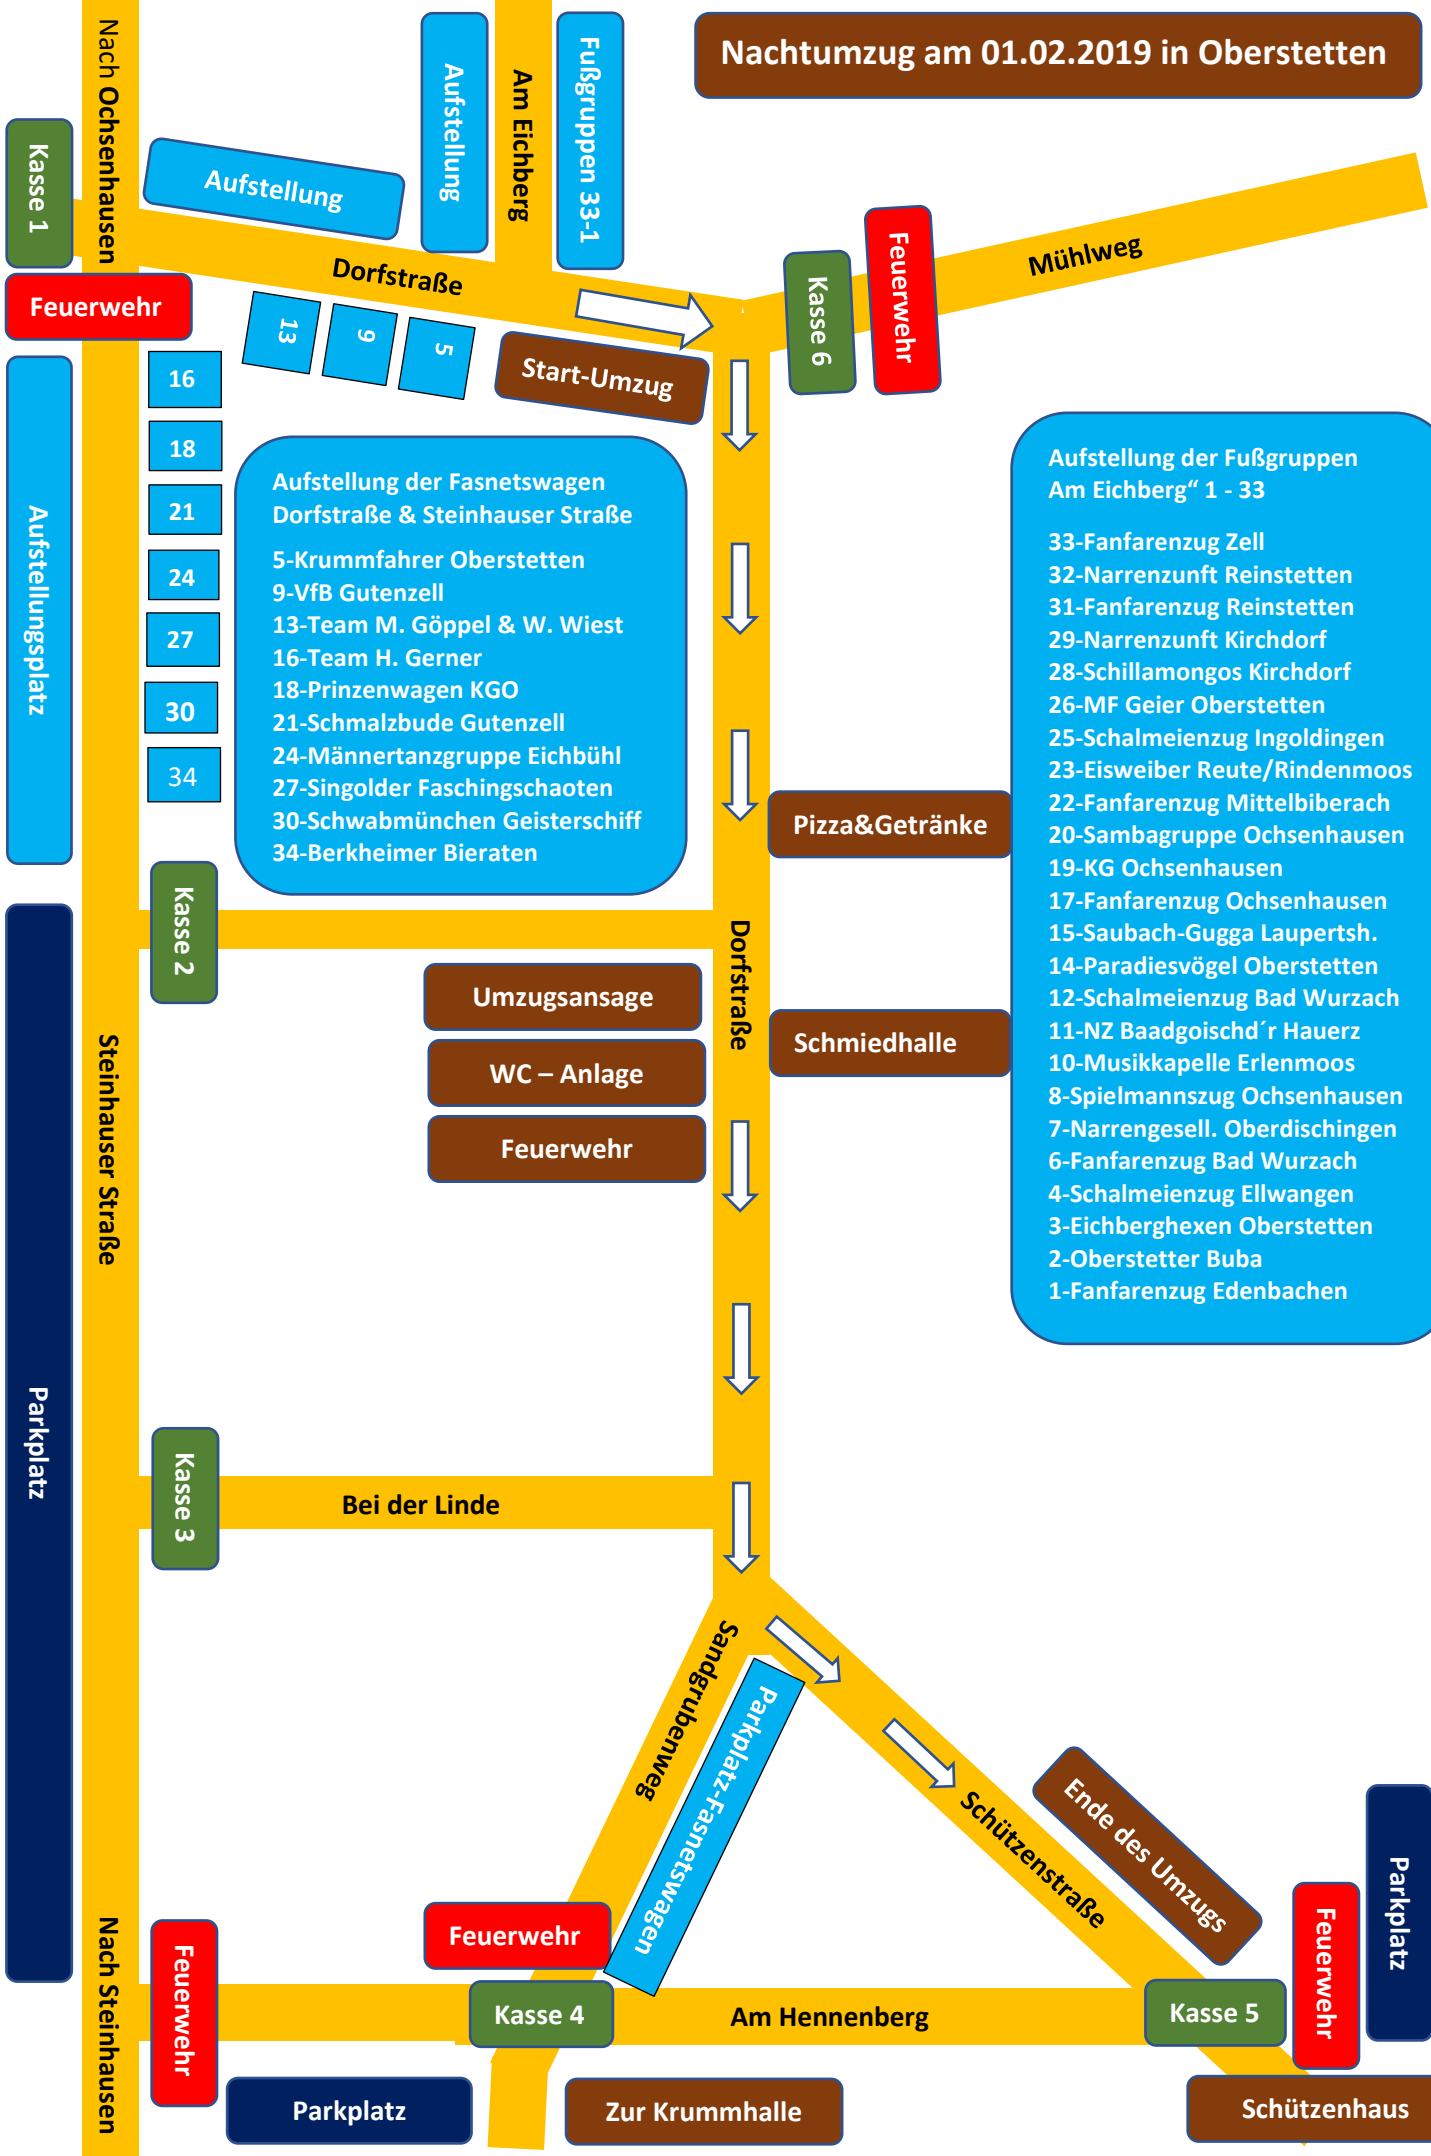 Nachtumzug am 01.02.2019 in Oberstetten
Nach Ochsenhausen
Kasse 1
Aufstellung
Aufstellung
Am Eichberg
Fußgruppen 33-1
Dorfstraße
Mühlweg
Kasse 6
Feuerwehr
Feuerwehr
13
9
5
Start-Umzug
16
18
21
24
27
30
34
Aufstellungsplatz
Aufstellung der Fasnetswagen
Dorfstraße & Steinhauser Straße
5-Krummfahrer Oberstetten
9-VfB Gutenzell
13-Team M. Göppel & W. Wiest
16-Team H. Gerner
18-Prinzenwagen KGO
21-Schmalzbude Gutenzell
24-Männertanzgruppe Eichbühl
27-Singolder Faschingschaoten
30-Schwabmünchen Geisterschiff
34-Berkheimer Bieraten
Aufstellung der Fußgruppen
Am Eichberg“ 1 - 33
33-Fanfarenzug Zell
32-Narrenzunft Reinstetten
31-Fanfarenzug Reinstetten
29-Narrenzunft Kirchdorf
28-Schillamongos Kirchdorf
26-MF Geier Oberstetten
25-Schalmeienzug Ingoldingen
23-Eisweiber Reute/Rindenmoos
22-Fanfarenzug Mittelbiberach
20-Sambagruppe Ochsenhausen
19-KG Ochsenhausen
17-Fanfarenzug Ochsenhausen
15-Saubach-Gugga Laupertsh.
14-Paradiesvögel Oberstetten
12-Schalmeienzug Bad Wurzach
11-NZ Baadgoischd´r Hauerz
10-Musikkapelle Erlenmoos
8-Spielmannszug Ochsenhausen
7-Narrengesell. Oberdischingen
6-Fanfarenzug Bad Wurzach
4-Schalmeienzug Ellwangen
3-Eichberghexen Oberstetten
2-Oberstetter Buba
1-Fanfarenzug Edenbachen
Pizza&Getränke
Kasse 2
Dorfstraße
Umzugsansage
Schmiedhalle
WC – Anlage
Feuerwehr
Steinhauser Straße
Parkplatz
Kasse 3
Bei der Linde
Sandgrubenweg
Parkplatz-Fasnetswagen
Schützenstraße
Ende des Umzugs
Parkplatz
Feuerwehr
Feuerwehr
Nach Steinhausen
Feuerwehr
Kasse 4
Am Hennenberg
Kasse 5
Parkplatz
Zur Krummhalle
Schützenhaus